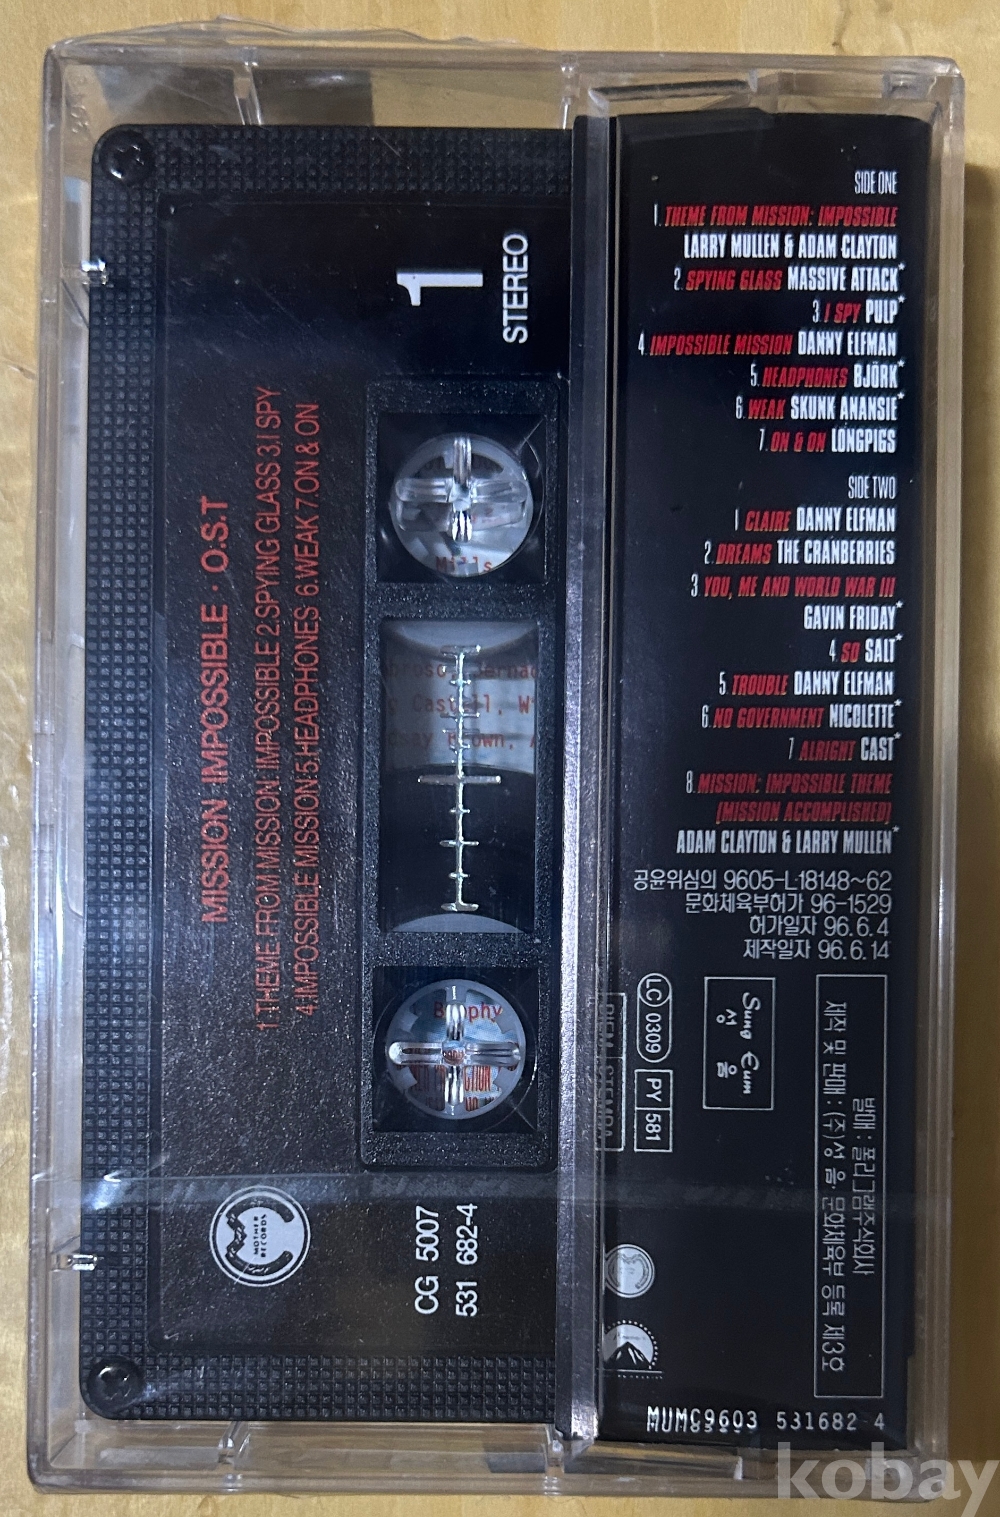 SIDE ONE
1. THEME FROM MISSION: IMPOSSIBLE
LARRY MULLEN & ADAM CLAYTON
2. SPYING GLASS MASSIVE ATTACK*
3. I SPY PULP*
4. IMPOSSIBLE MISSION DANNY ELFMAN
5. HEADPHONES BJÖRK*
6. WEAK SKUNK ANANSIE*
7. ON & ON LONGPIGS
SIDE TWO
1 CLAIRE DANNY ELFMAN
2. DREAMS THE CRANBERRIES
3. YOU, ME AND WORLD WAR III
GAVIN FRIDAY*
4. SO SALT*
5. TROUBLE DANNY ELFMAN
6. NO GOVERNMENT NICOLETTE*
7 ALRIGHT CAST*
8. MISSION: IMPOSSIBLE THEME
[MISSION ACCOMPLISHED]
ADAM CLAYTON & LARRY MULLEN*
공윤위심의 9605-L18148~62
문화체육부허가 96-1529
허가일자 96.6.4
제작일자 96.6.14
LC 0309
PY 581
BIEM STEMRA
Sung Eum
성 음
발매 : 폴리그램주식회사
제작 및 판매 : (주)성음·문화체육부 등록 제3호
MUMC9603 531682 4
1
STEREO
MISSION IMPOSSIBLE · O.S.T
1.THEME FROM MISSION: IMPOSSIBLE 2.SPYING GLASS 3.I SPY
4.IMPOSSIBLE MISSION 5.HEADPHONES 6.WEAK 7.ON & ON
Mills
Brown,
MOTHER
RECORDS
CG 5007
531 682-4
kobay